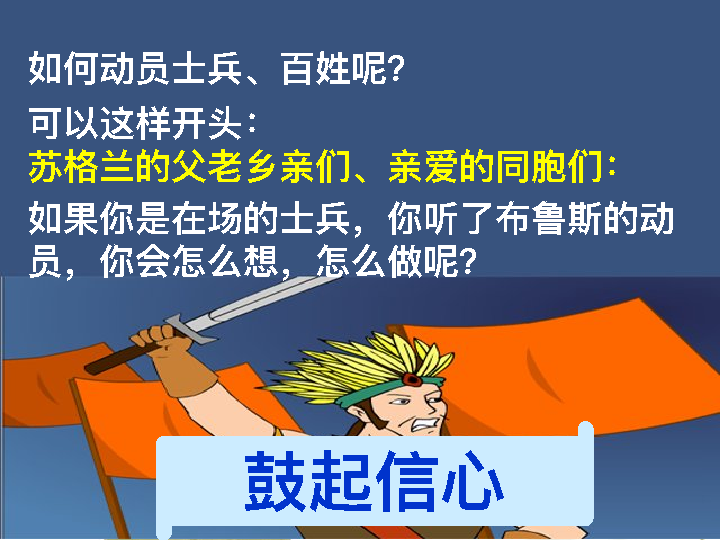 如何动员士兵、百姓呢?
可以这样开头：
苏格兰的父老乡亲们、亲爱的同胞们：
如果你是在场的士兵，你听了布鲁斯的动
员，你会怎么想，怎么做呢?
鼓起信心